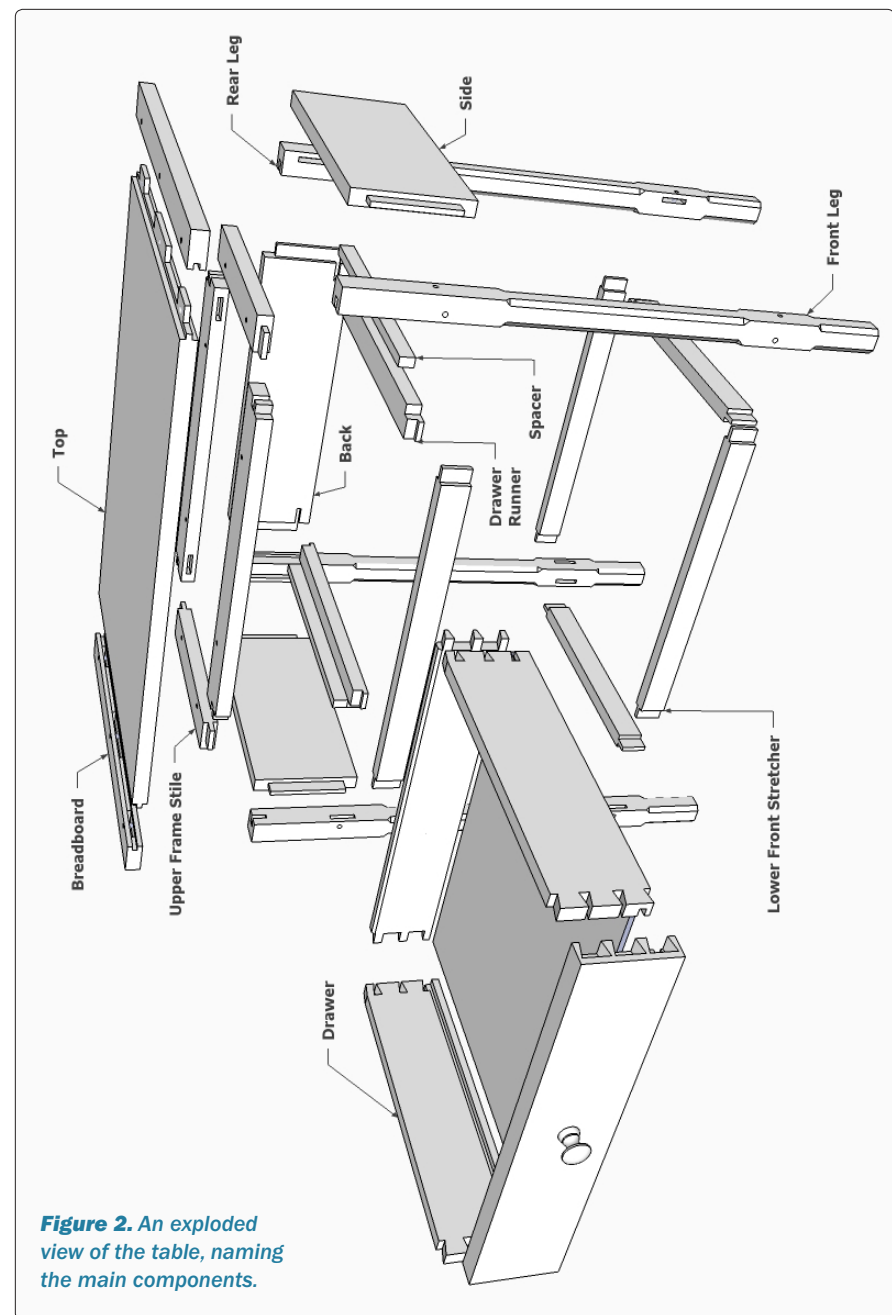 Rear Leg
Side
Front Leg
Top
Back
Spacer
Drawer
Runner
Breadboard
Upper Frame Stile
Lower Front Stretcher
Drawer
Figure 2. An exploded
view of the table, naming
the main components.